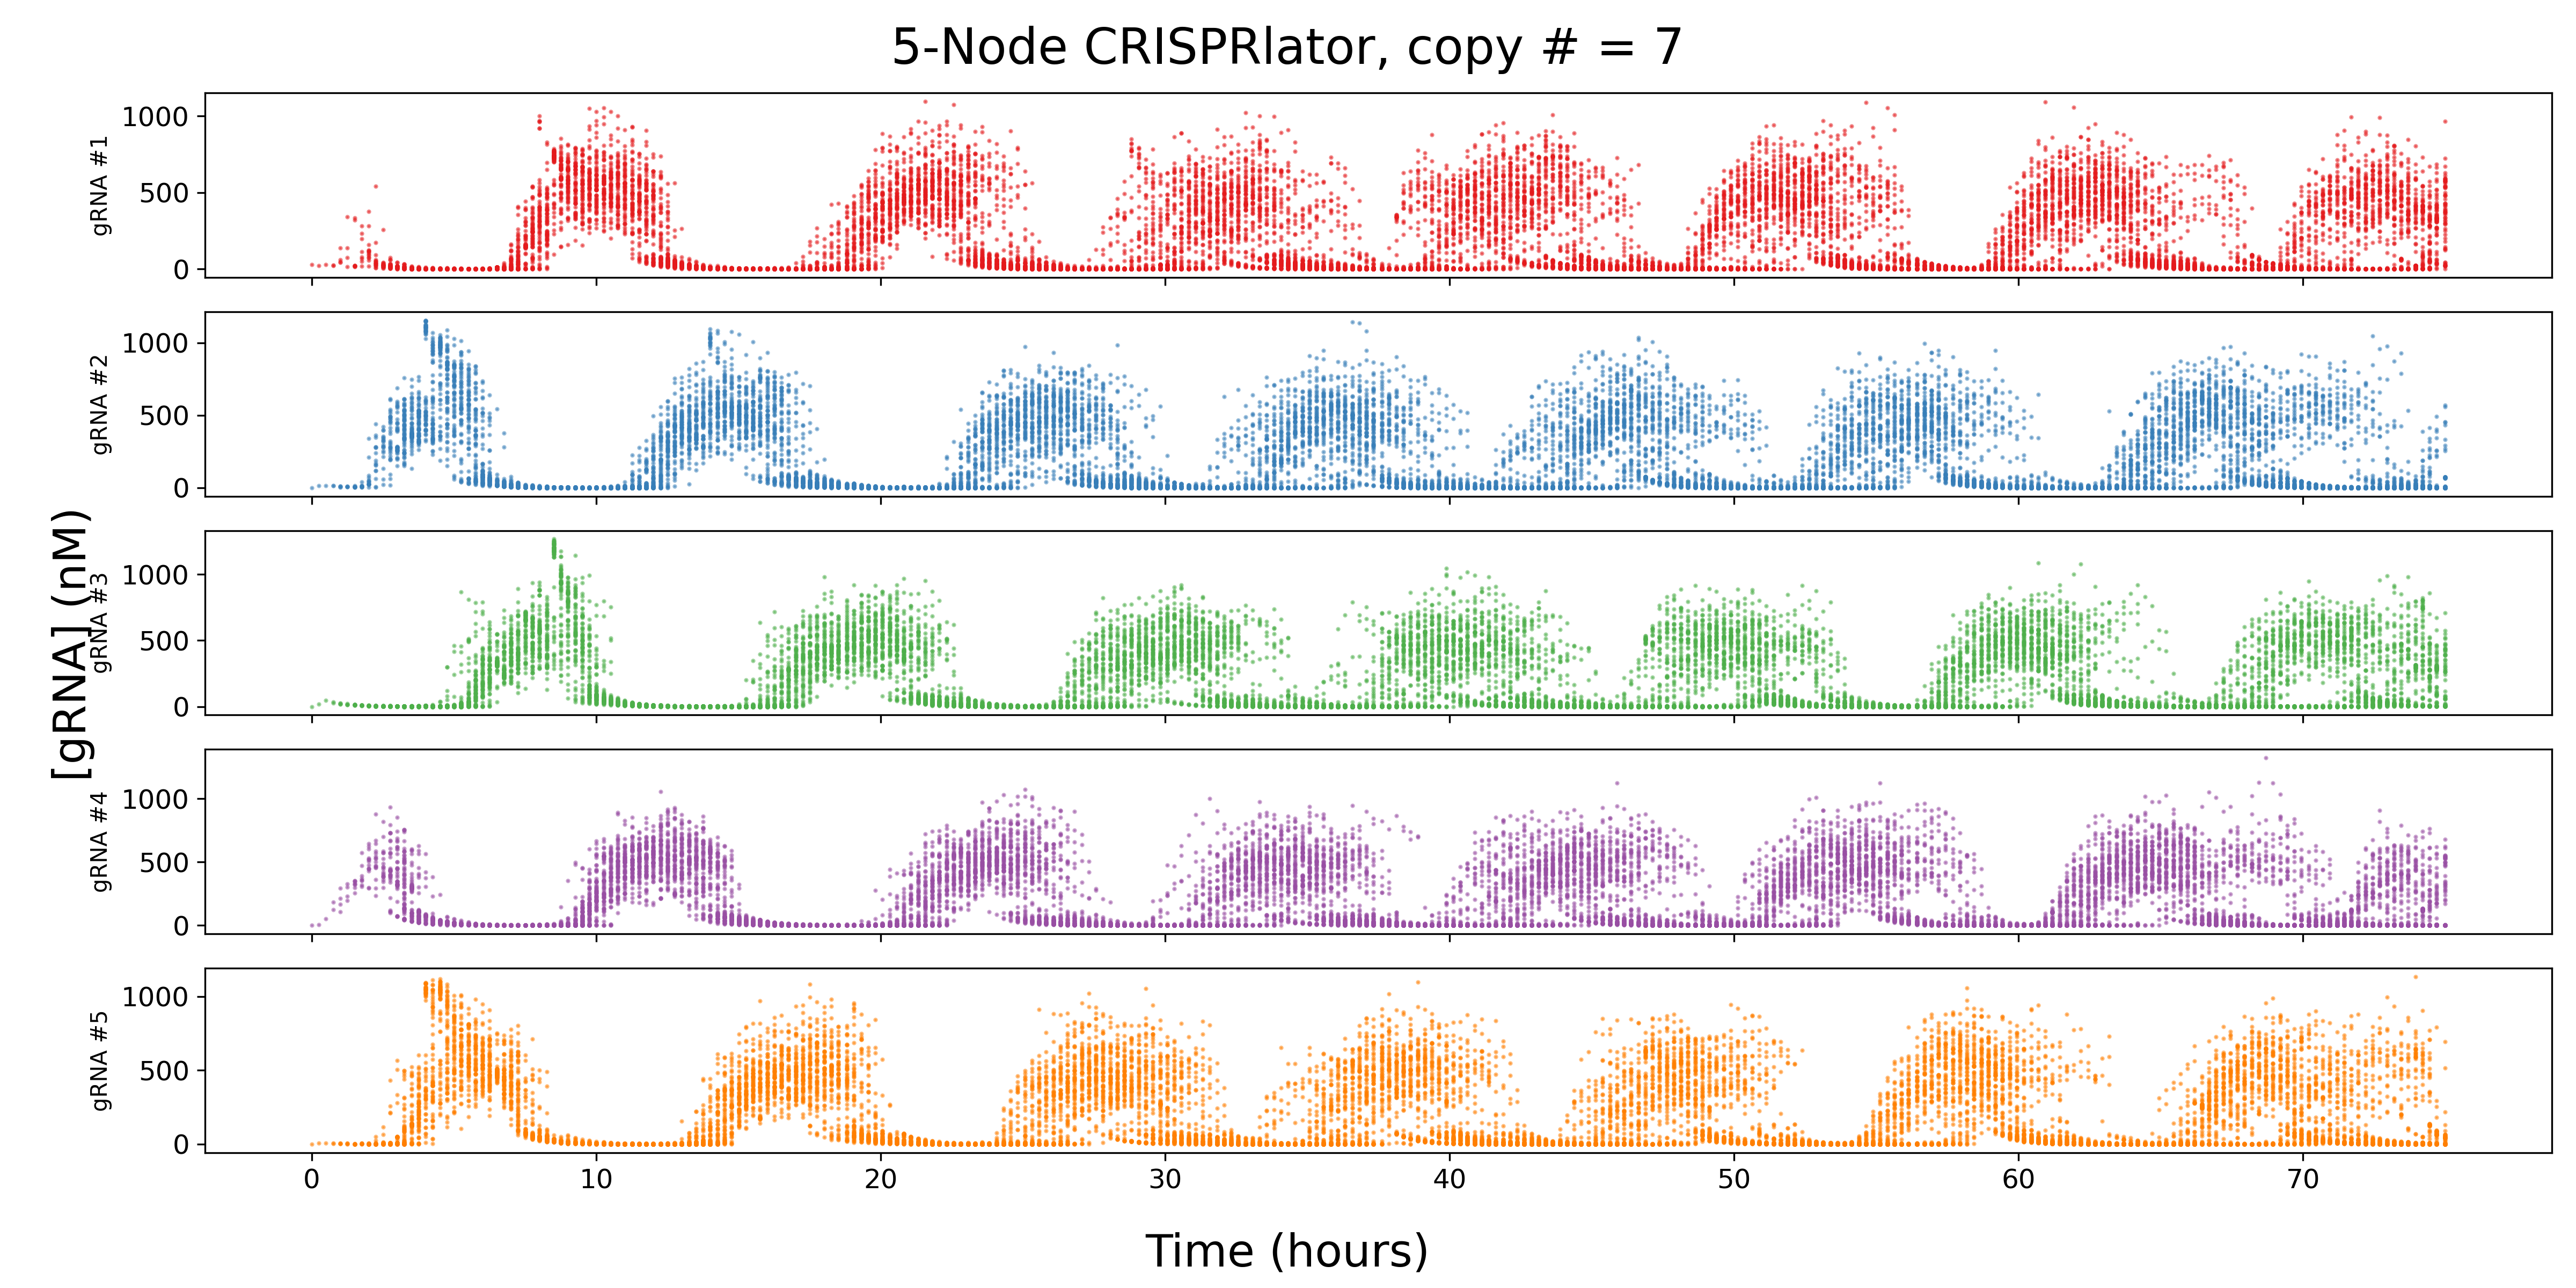 5-Node CRISPRlator, copy # = 7
[gRNA] (nM)
gRNA #1
1000
500
0
gRNA #2
1000
500
0
gRNA #3
1000
500
0
gRNA #4
1000
500
0
gRNA #5
1000
500
0
0 10 20 30 40 50 60 70
Time (hours)